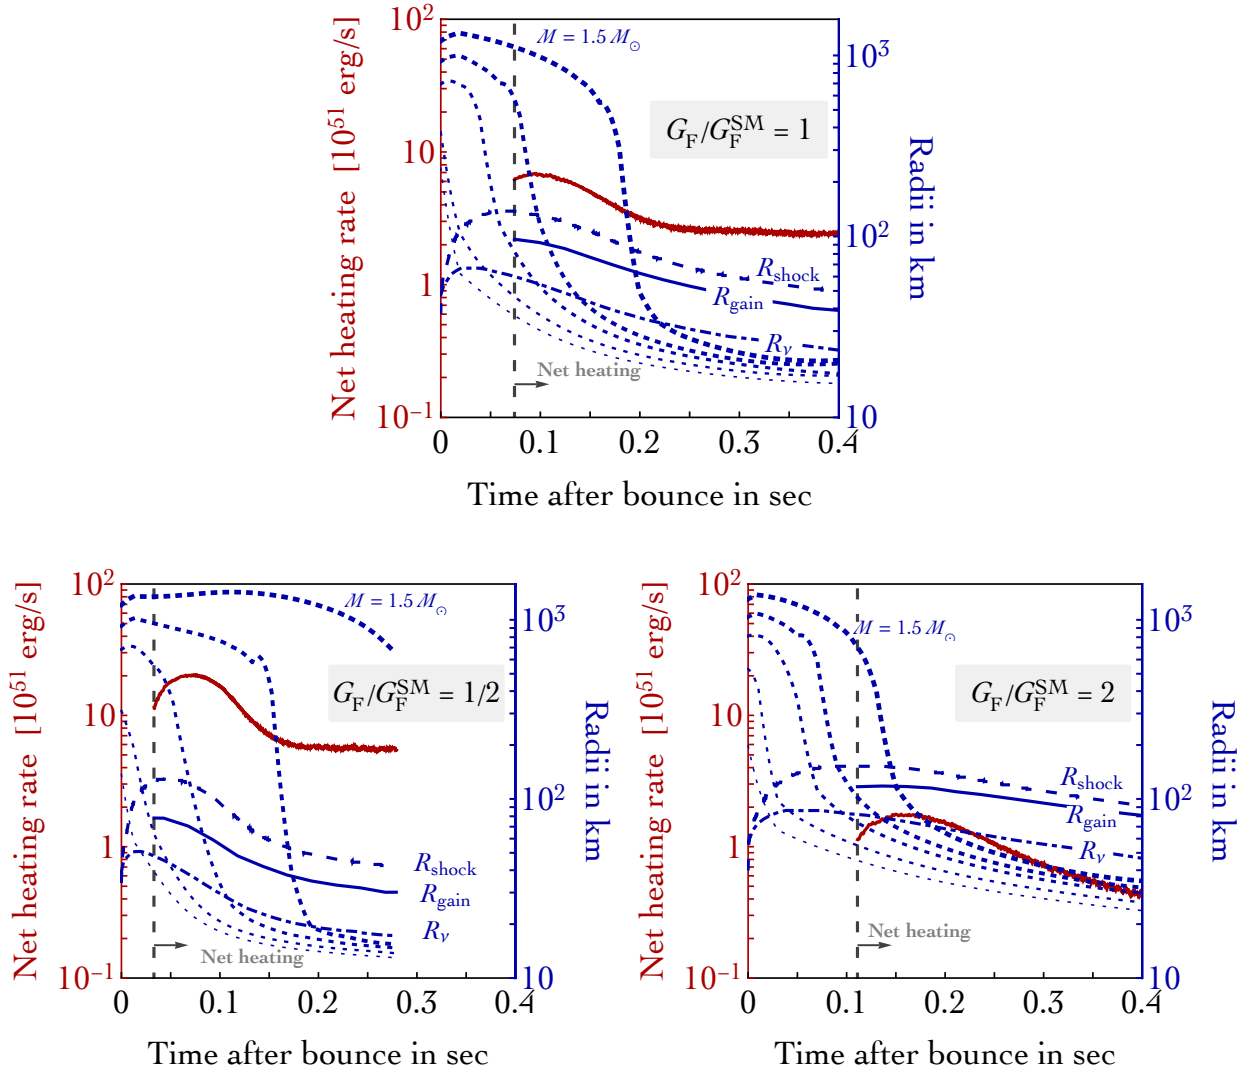 Net heating rate [10^51 erg/s]
10^2
10
1
10^-1
M = 1.5 M⊙
G_F/G_F^SM = 1
R_shock
R_gain
R_ν
Net heating
10^3
10^2
10
Radii in km
0 0.1 0.2 0.3 0.4
Time after bounce in sec
Net heating rate [10^51 erg/s]
10^2
10
1
10^-1
M = 1.5 M⊙
G_F/G_F^SM = 1/2
R_shock
R_gain
R_ν
Net heating
10^3
10^2
10
Radii in km
0 0.1 0.2 0.3 0.4
Time after bounce in sec
Net heating rate [10^51 erg/s]
10^2
10
1
10^-1
M = 1.5 M⊙
G_F/G_F^SM = 2
R_shock
R_gain
R_ν
Net heating
10^3
10^2
10
Radii in km
0 0.1 0.2 0.3 0.4
Time after bounce in sec